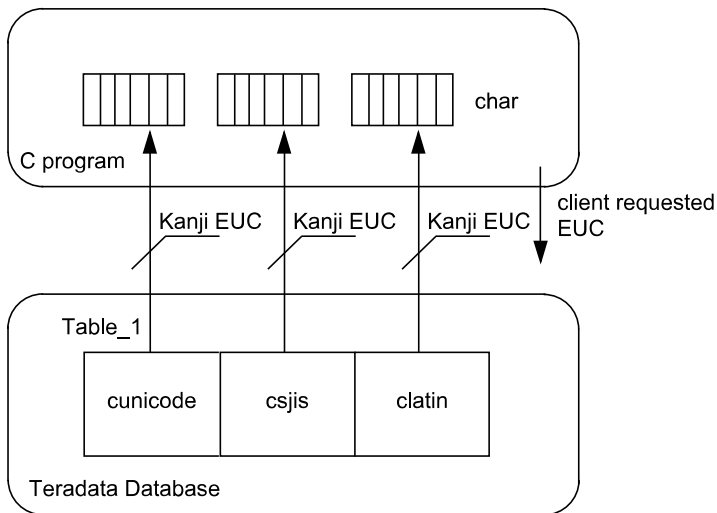 char
C program
client requested
EUC
Kanji EUC
Kanji EUC
Kanji EUC
Table_1
cunicode
csjis
clatin
Teradata Database